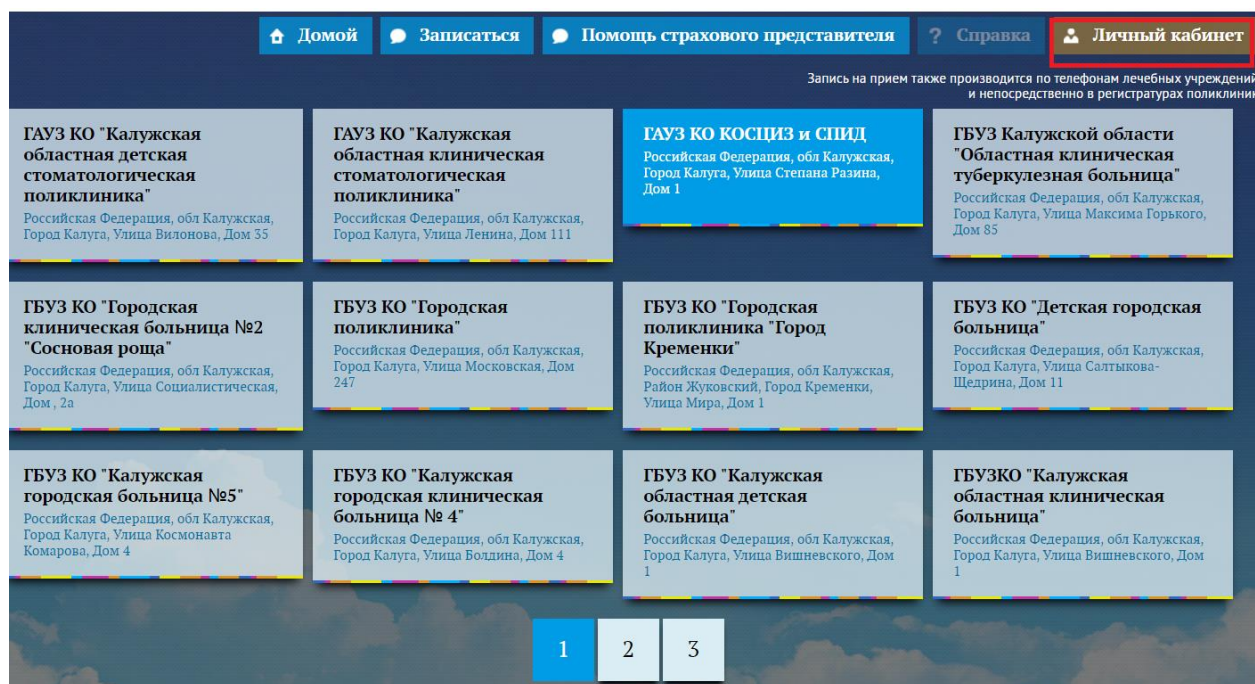 Домой
Записаться
Помощь страхового представителя
? Справка
Личный кабинет
Запись на прием также производится по телефонам лечебных учреждений
и непосредственно в регистратурах поликлиник
ГАУЗ КО "Калужская
областная детская
стоматологическая
поликлиника"
Российская Федерация, обл Калужская,
Город Калуга, Улица Вилонова, Дом 35
ГАУЗ КО "Калужская
областная клиническая
стоматологическая
поликлиника"
Российская Федерация, обл Калужская,
Город Калуга, Улица Ленина, Дом 111
ГАУЗ КО КОСЦИЗ и СПИД
Российская Федерация, обл Калужская,
Город Калуга, Улица Степана Разина,
Дом 1
ГБУЗ Калужской области
"Областная клиническая
туберкулезная больница"
Российская Федерация, обл Калужская,
Город Калуга, Улица Максима Горького,
Дом 85
ГБУЗ КО "Городская
клиническая больница №2
"Сосновая роща"
Российская Федерация, обл Калужская,
Город Калуга, Улица Социалистическая,
Дом , 2а
ГБУЗ КО "Городская
поликлиника"
Российская Федерация, обл Калужская,
Город Калуга, Улица Московская, Дом
247
ГБУЗ КО "Городская
поликлиника "Город
Кременки"
Российская Федерация, обл Калужская,
Район Жуковский, Город Кременки,
Улица Мира, Дом 1
ГБУЗ КО "Детская городская
больница"
Российская Федерация, обл Калужская,
Город Калуга, Улица Салтыкова-
Щедрина, Дом 11
ГБУЗ КО "Калужская
городская больница №5"
Российская Федерация, обл Калужская,
Город Калуга, Улица Космонавта
Комарова, Дом 4
ГБУЗ КО "Калужская
городская клиническая
больница № 4"
Российская Федерация, обл Калужская,
Город Калуга, Улица Болдина, Дом 4
ГБУЗ КО "Калужская
областная детская
больница"
Российская Федерация, обл Калужская,
Город Калуга, Улица Вишневского, Дом
1
ГБУЗКО "Калужская
областная клиническая
больница"
Российская Федерация, обл Калужская,
Город Калуга, Улица Вишневского, Дом
1
1
2
3